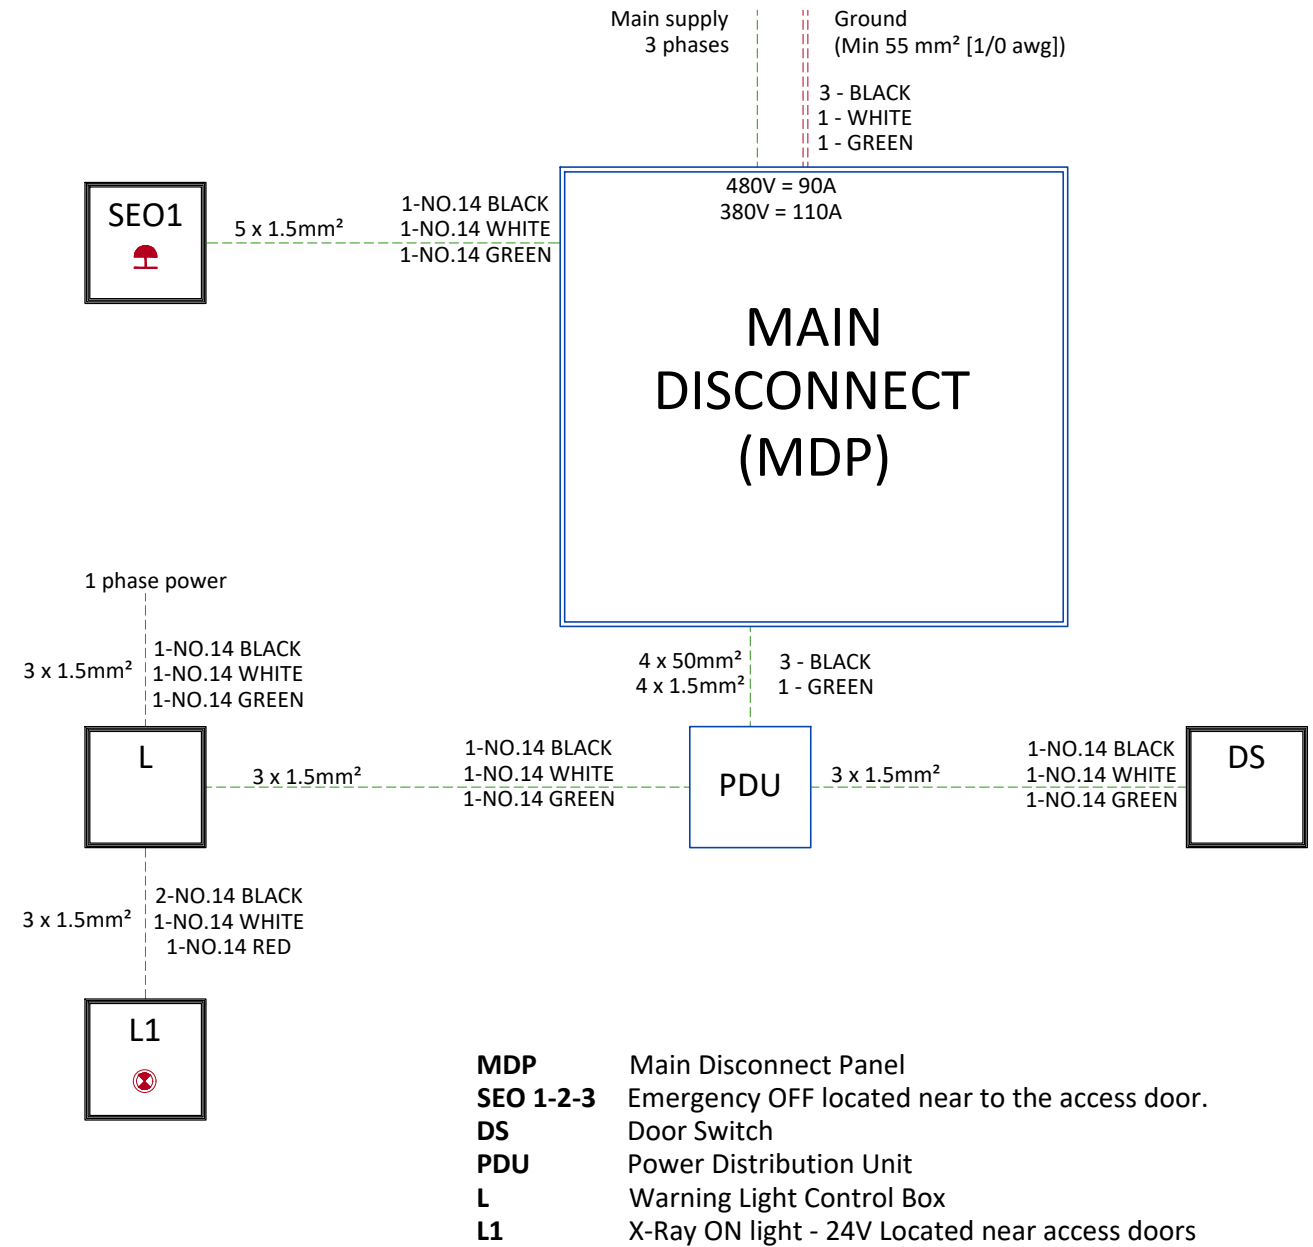 Main supply
3 phases
Ground
(Min 55 mm² [1/0 awg])
3 - BLACK
1 - WHITE
1 - GREEN
480V = 90A
380V = 110A
MAIN
DISCONNECT
(MDP)
SEO1
5 x 1.5mm²
1-NO.14 BLACK
1-NO.14 WHITE
1-NO.14 GREEN
1 phase power
3 x 1.5mm²
1-NO.14 BLACK
1-NO.14 WHITE
1-NO.14 GREEN
4 x 50mm²
4 x 1.5mm²
3 - BLACK
1 - GREEN
L
3 x 1.5mm²
1-NO.14 BLACK
1-NO.14 WHITE
1-NO.14 GREEN
PDU
3 x 1.5mm²
1-NO.14 BLACK
1-NO.14 WHITE
1-NO.14 GREEN
DS
3 x 1.5mm²
2-NO.14 BLACK
1-NO.14 WHITE
1-NO.14 RED
L1
MDP Main Disconnect Panel
SEO 1-2-3 Emergency OFF located near to the access door.
DS Door Switch
PDU Power Distribution Unit
L Warning Light Control Box
L1 X-Ray ON light - 24V Located near access doors